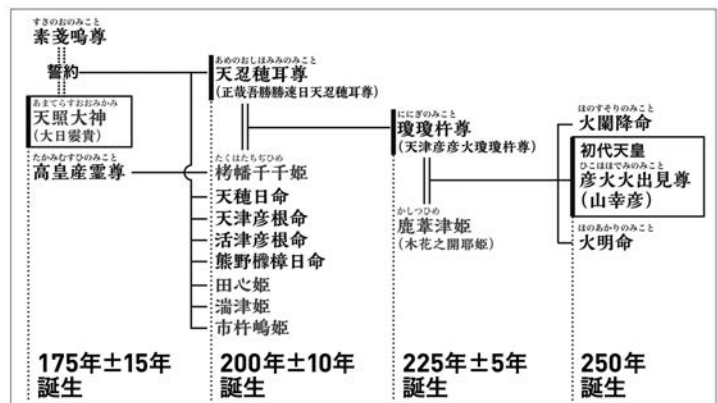 すさのおのみこと
素戔嗚尊
誓約
あまてらすおおみかみ
天照大神
(大日孁貴)
たかみむすひのみこと
高皇産霊尊
175年±15年
誕生
あめのおしほみみのみこと
天忍穂耳尊
(正哉吾勝勝速日天忍穂耳尊)
たくはたちぢひめ
栲幡千千姫
天穂日命
天津彦根命
活津彦根命
熊野櫲樟日命
田心姫
湍津姫
市杵嶋姫
200年±10年
誕生
ににぎのみこと
瓊瓊杵尊
(天津彦彦火瓊瓊杵尊)
かしつひめ
鹿葦津姫
(木花之開耶姫)
225年±5年
誕生
ほのすそりのみこと
火闌降命
初代天皇
ひこほほでみのみこと
彦火火出見尊
(山幸彦)
ほのあかりのみこと
火明命
250年
誕生